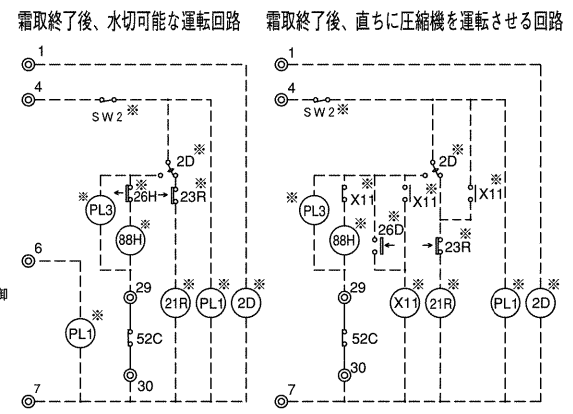 霜取終了後、水切可能な運転回路
霜取終了後、直ちに圧縮機を運転させる回路
1
4
SW2※
2D※
※
26H
※
23R
※
PL3
※
88H
6
29
※
21R
※
PL1
※
2D
※
PL1
52C
30
7
御
1
4
SW2※
2D※
※
PL3
※
X11
※
X11
※
X11
※
88H
※
26D
※
23R
29
※
X11
※
21R
※
PL1
※
2D
52C
30
7